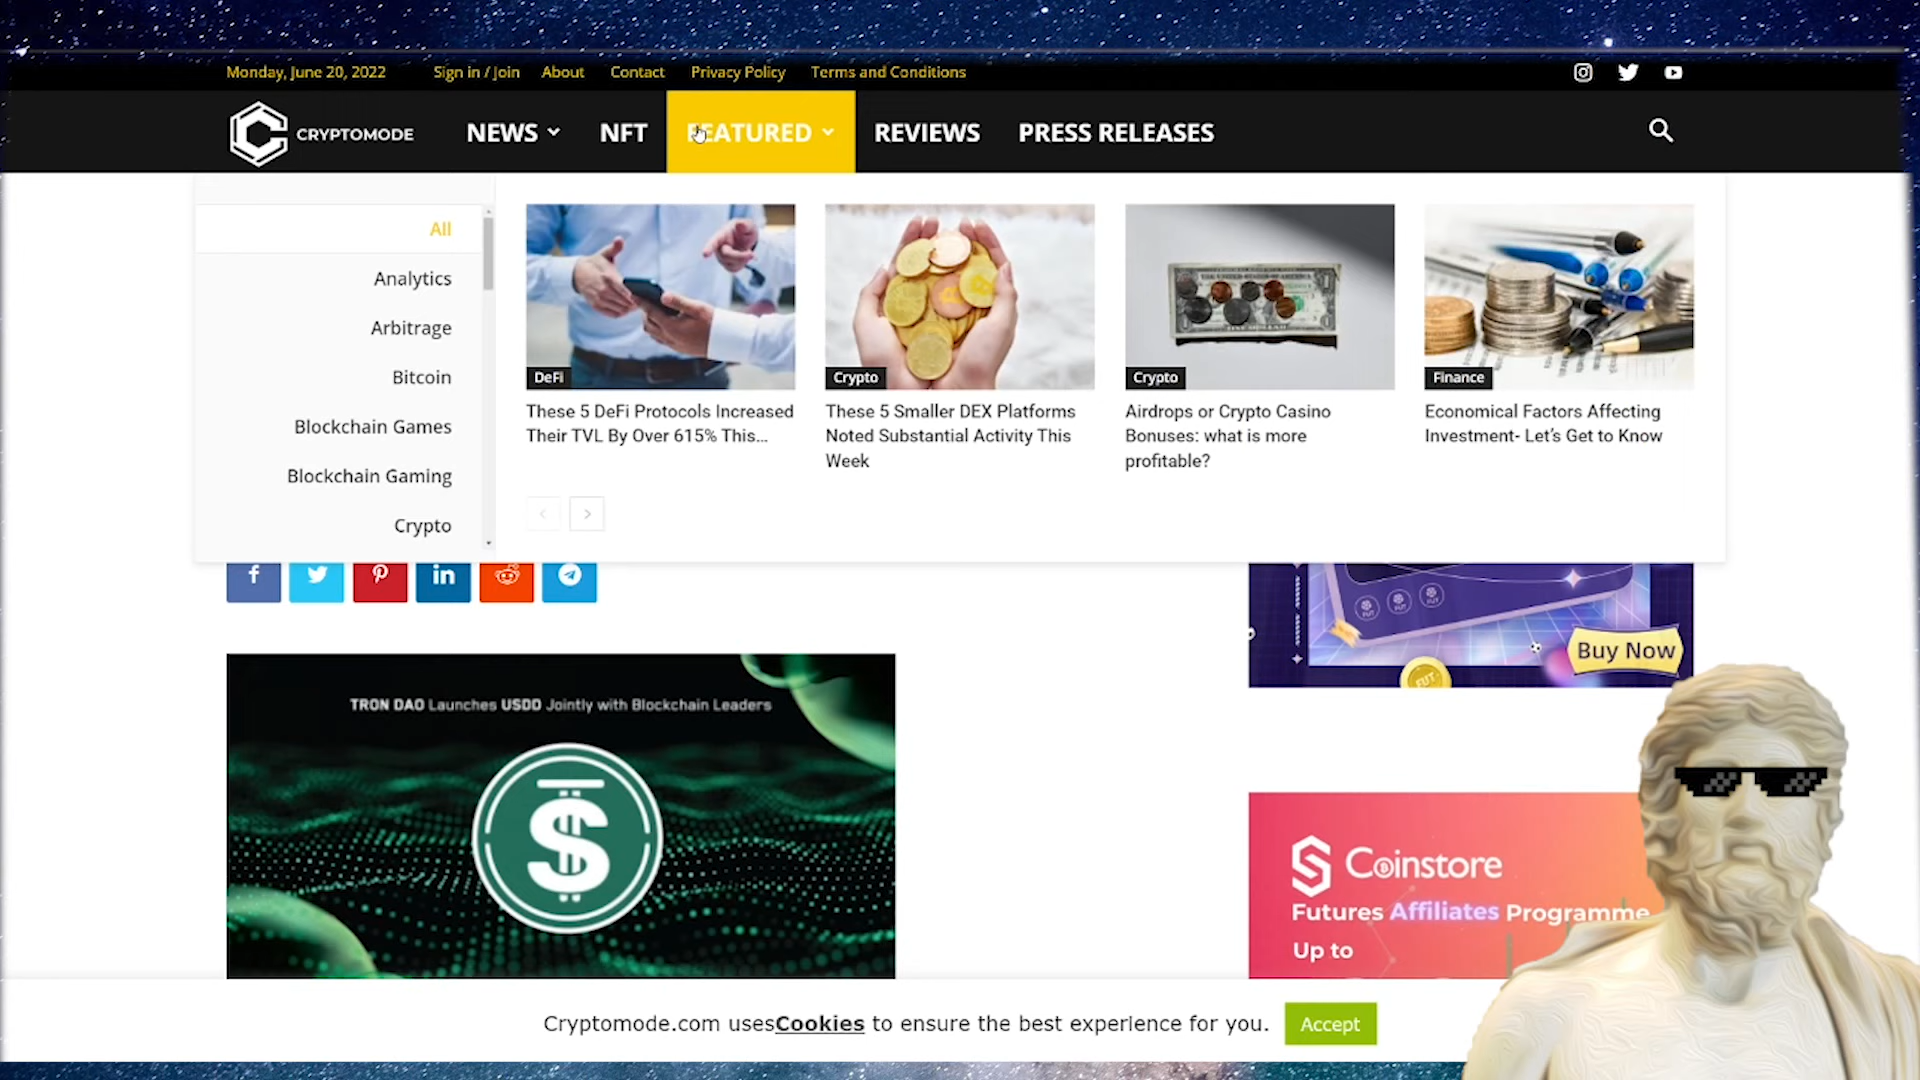 Monday, June 20, 2022 Sign in / Join About Contact Privacy Policy Terms and Conditions
CRYPTOMODE NEWS NFT FEATURED REVIEWS PRESS RELEASES
All
Analytics
Arbitrage
Bitcoin
Blockchain Games
Blockchain Gaming
Crypto
DeFi
These 5 DeFi Protocols Increased
Their TVL By Over 615% This...
Crypto
These 5 Smaller DEX Platforms
Noted Substantial Activity This
Week
Crypto
Airdrops or Crypto Casino
Bonuses: what is more
profitable?
Finance
Economical Factors Affecting
Investment- Let's Get to Know
Buy Now
FUT
TRON DAO Launches USDD Jointly with Blockchain Leaders
Coinstore
Futures Affiliates Programme
Up to
Cryptomode.com usesCookies to ensure the best experience for you. Accept